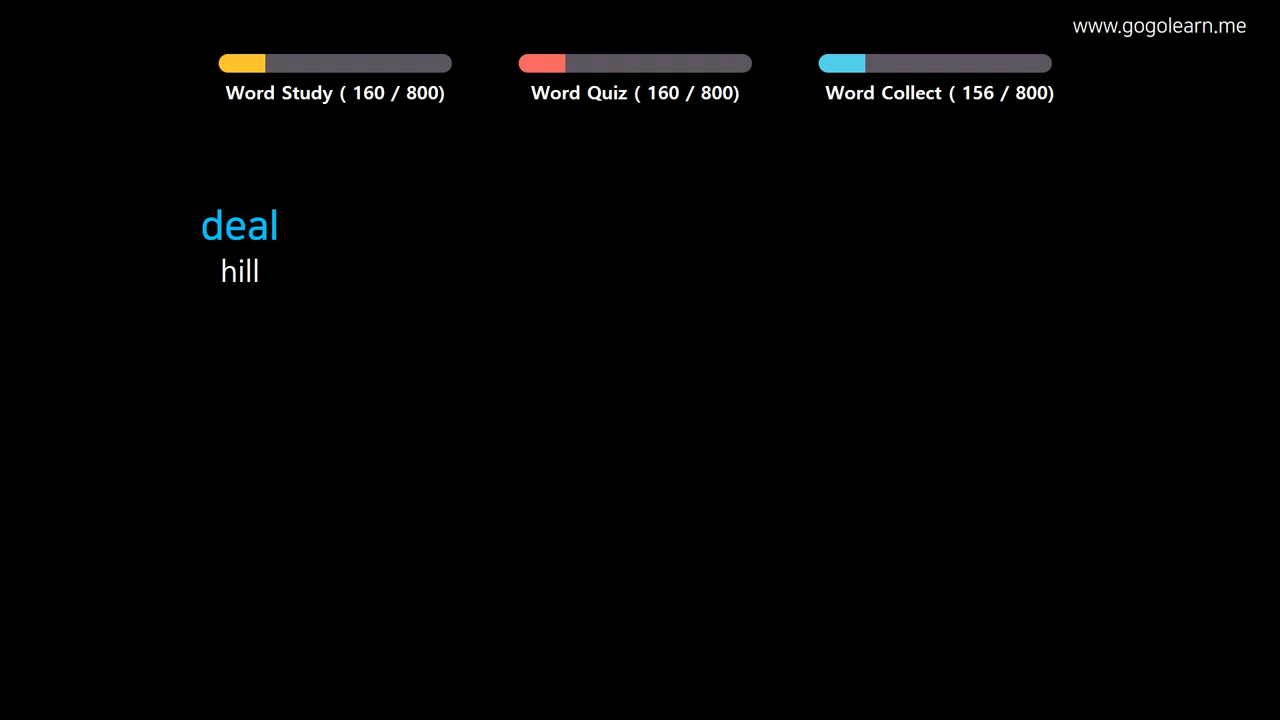 www.gogolearn.me
Word Study ( 160 / 800)
Word Quiz ( 160 / 800)
Word Collect ( 156 / 800)
deal
hill